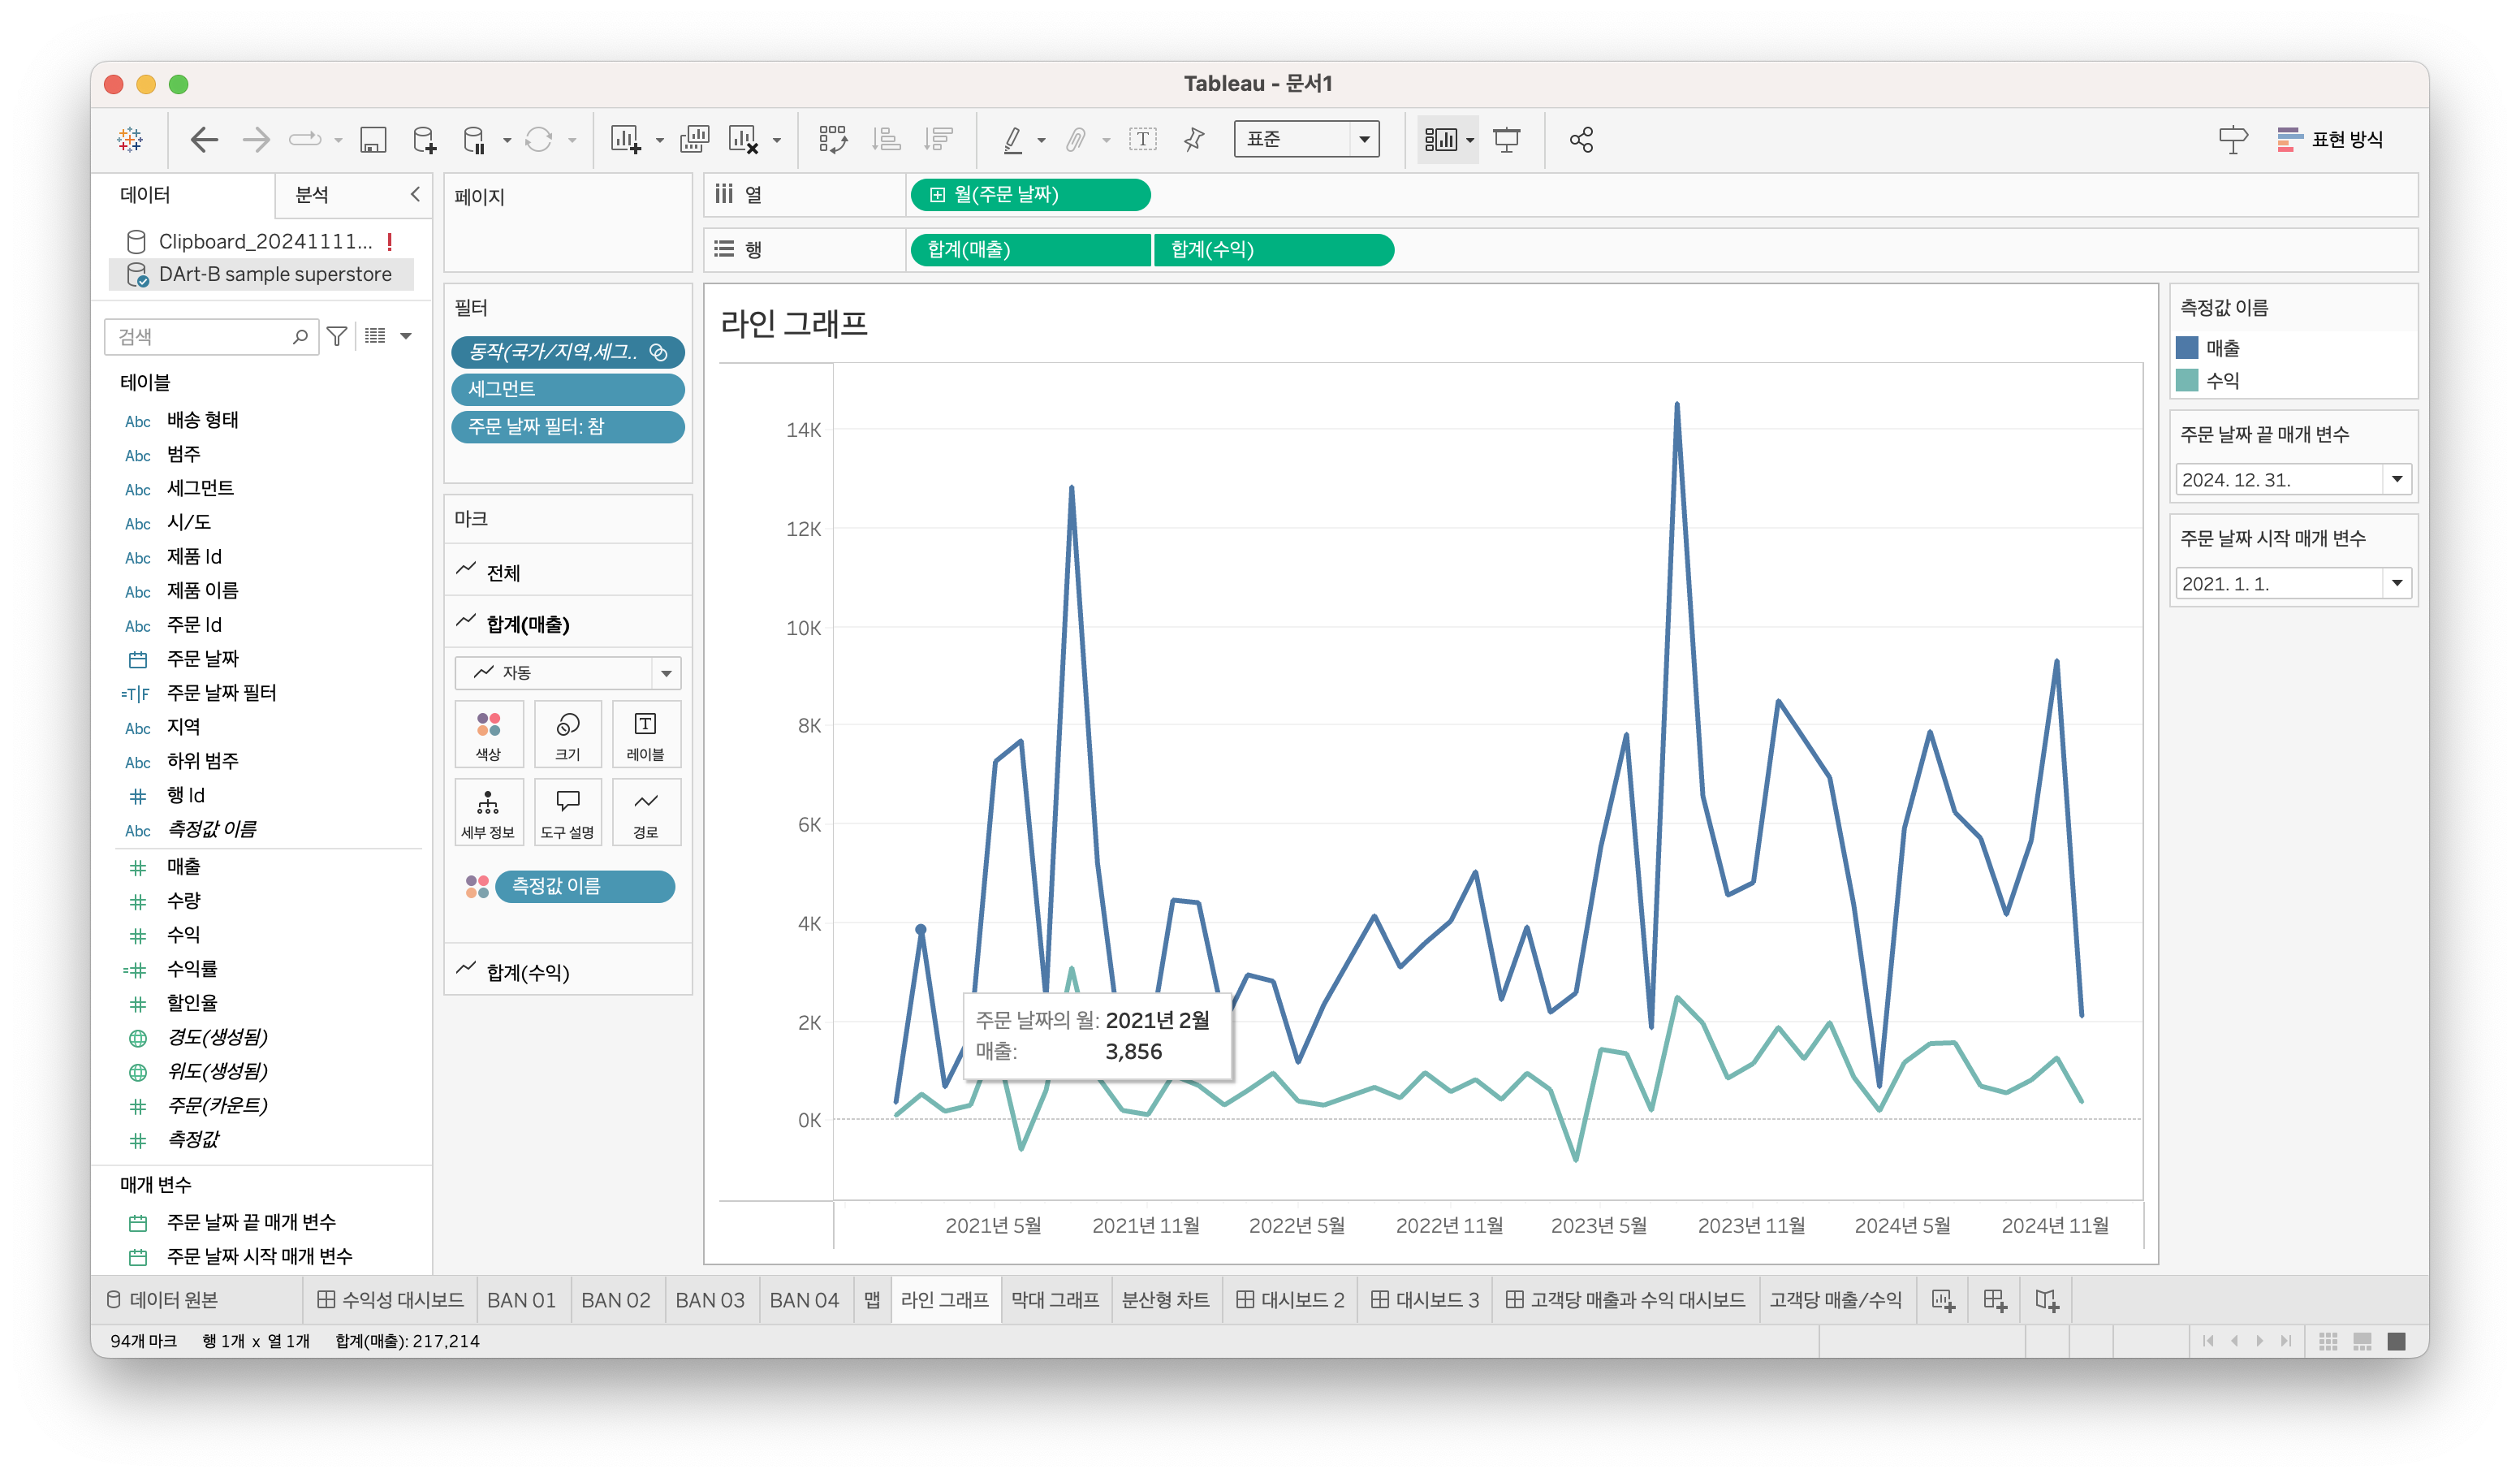 Tableau - 문서1
표준
표현 방식
데이터
분석
Clipboard_20241111... !
DArt-B sample superstore
검색
테이블
Abc 배송 형태
Abc 범주
Abc 세그먼트
Abc 시/도
Abc 제품 Id
Abc 제품 이름
Abc 주문 Id
주문 날짜
=T|F 주문 날짜 필터
Abc 지역
Abc 하위 범주
# 행 Id
Abc 측정값 이름
# 매출
# 수량
# 수익
=# 수익률
# 할인율
경도(생성됨)
위도(생성됨)
# 주문(카운트)
# 측정값
매개 변수
주문 날짜 끝 매개 변수
주문 날짜 시작 매개 변수
페이지
필터
동작(국가/지역,세그..
세그먼트
주문 날짜 필터: 참
마크
전체
합계(매출)
자동
색상
크기
레이블
세부 정보
도구 설명
경로
측정값 이름
합계(수익)
열
월(주문 날짜)
행
합계(매출)
합계(수익)
라인 그래프
14K
12K
10K
8K
6K
4K
2K
0K
주문 날짜의 월: 2021년 2월
매출: 3,856
2021년 5월
2021년 11월
2022년 5월
2022년 11월
2023년 5월
2023년 11월
2024년 5월
2024년 11월
측정값 이름
매출
수익
주문 날짜 끝 매개 변수
2024. 12. 31.
주문 날짜 시작 매개 변수
2021. 1. 1.
데이터 원본
수익성 대시보드
BAN 01
BAN 02
BAN 03
BAN 04
맵
라인 그래프
막대 그래프
분산형 차트
대시보드 2
대시보드 3
고객당 매출과 수익 대시보드
고객당 매출/수익
94개 마크
행 1개 x 열 1개
합계(매출): 217,214